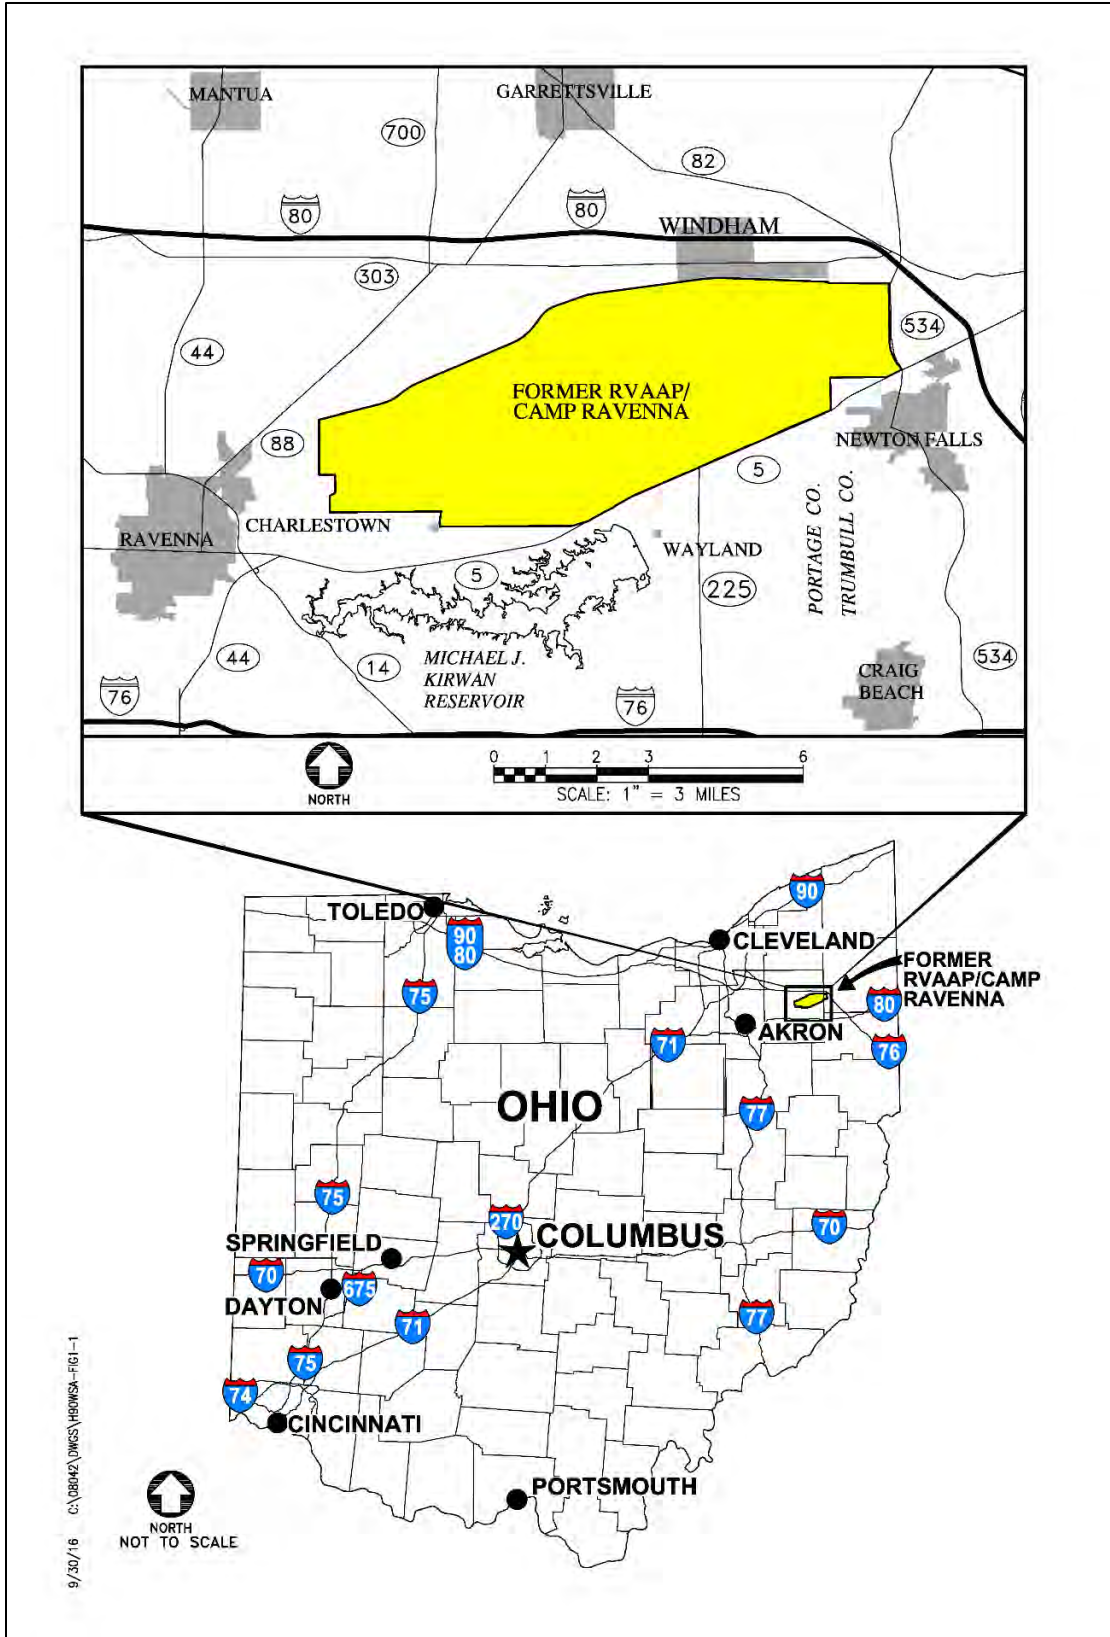 MANTUA
GARRETTSVILLE
700
82
80
80
WINDHAM
303
534
44
FORMER RVAAP/
CAMP RAVENNA
88
NEWTON FALLS
5
PORTAGE CO.
TRUMBULL CO.
CHARLESTOWN
RAVENNA
WAYLAND
5
225
44
14
MICHAEL J.
KIRWAN
RESERVOIR
CRAIG
BEACH
534
76
76
NORTH
0 1 2 3 6
SCALE: 1" = 3 MILES
90
TOLEDO
90
80
CLEVELAND
FORMER
RVAAP/CAMP
RAVENNA
75
80
AKRON
71
76
OHIO
77
75
270
70
COLUMBUS
SPRINGFIELD
70
675
DAYTON
71
77
75
74
CINCINNATI
PORTSMOUTH
NORTH
NOT TO SCALE
9/30/16 C:\08042\DWGS\H90WSA-FIG1-1